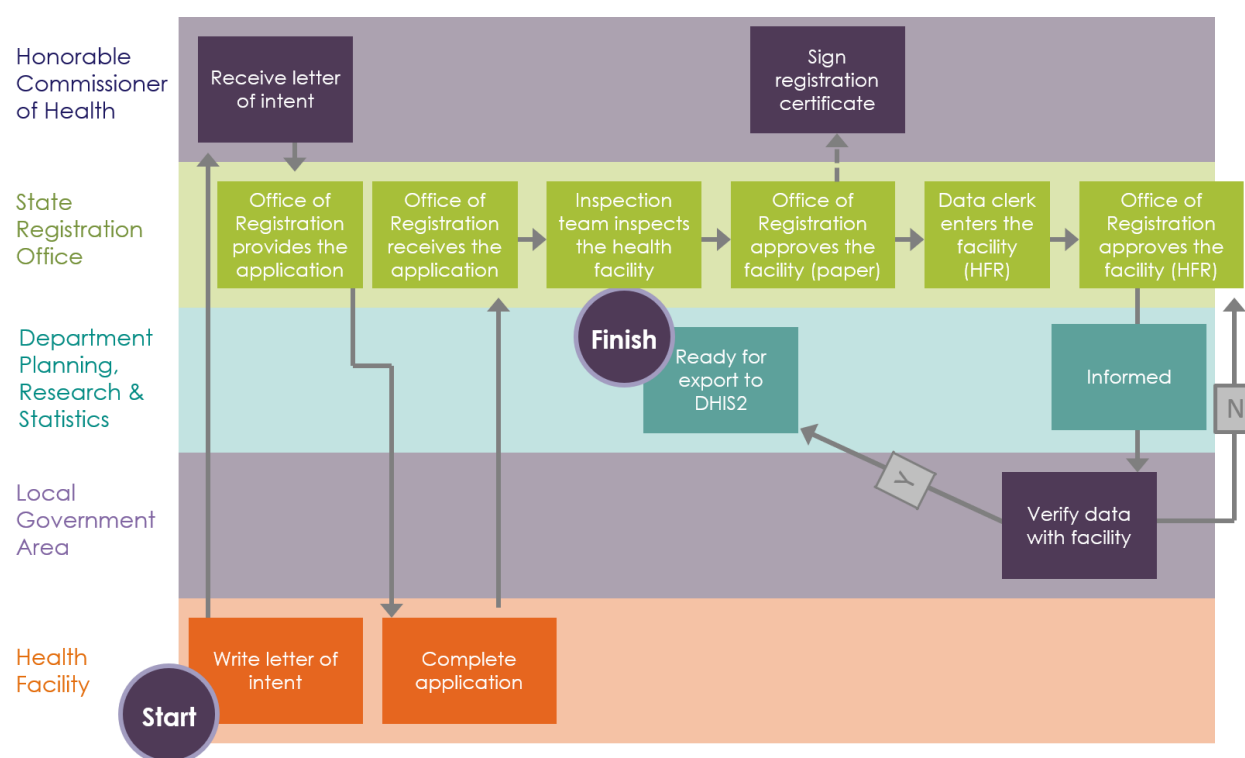 Honorable
Commissioner
of Health
Receive letter
of intent
Sign
registration
certificate
State
Registration
Office
Office of
Registration
provides the
application
Office of
Registration
receives the
application
Inspection
team inspects
the health
facility
Office of
Registration
approves the
facility (paper)
Data clerk
enters the
facility
(HFR)
Office of
Registration
approves the
facility (HFR)
Department
Planning,
Research &
Statistics
Finish
Ready for
export to
DHIS2
Informed
N
Local
Government
Area
Y
Verify data
with facility
Health
Facility
Start
Write letter of
intent
Complete
application